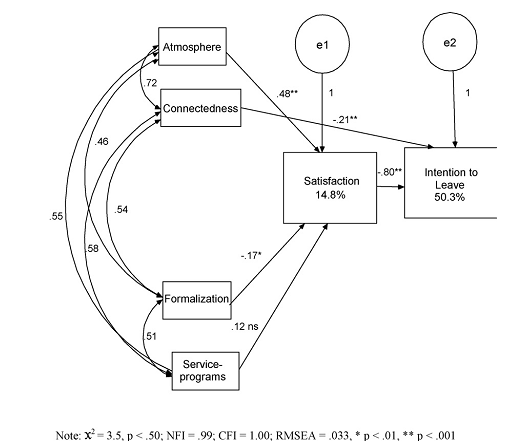 Atmosphere
e1
e2
.72
.48**
1
1
Connectedness
-.21**
.46
Satisfaction
14.8%
-.80**
Intention to
Leave
50.3%
.55
.54
.58
-.17*
Formalization
.12 ns
.51
Service-
programs
Note: x² = 3.5, p < .50; NFI = .99; CFI = 1.00; RMSEA = .033, * p < .01, ** p < .001